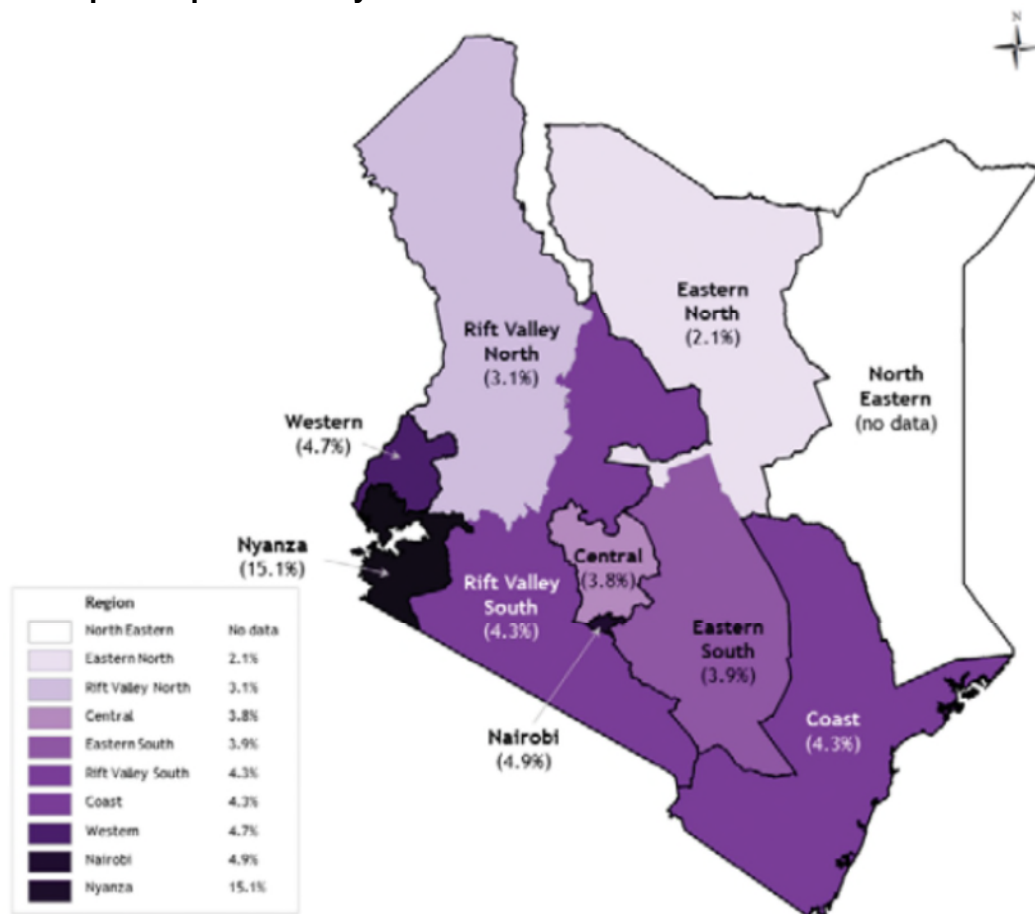 N
Eastern
North
(2.1%)
Rift Valley
North
(3.1%)
North
Eastern
(no data)
Western
(4.7%)
Nyanza
(15.1%)
Central
(3.8%)
Rift Valley
South
(4.3%)
Eastern
South
(3.9%)
Nairobi
(4.9%)
Coast
(4.3%)
Region
North Eastern No data
Eastern North 2.1%
Rift Valley North 3.1%
Central 3.8%
Eastern South 3.9%
Rift Valley South 4.3%
Coast 4.3%
Western 4.7%
Nairobi 4.9%
Nyanza 15.1%